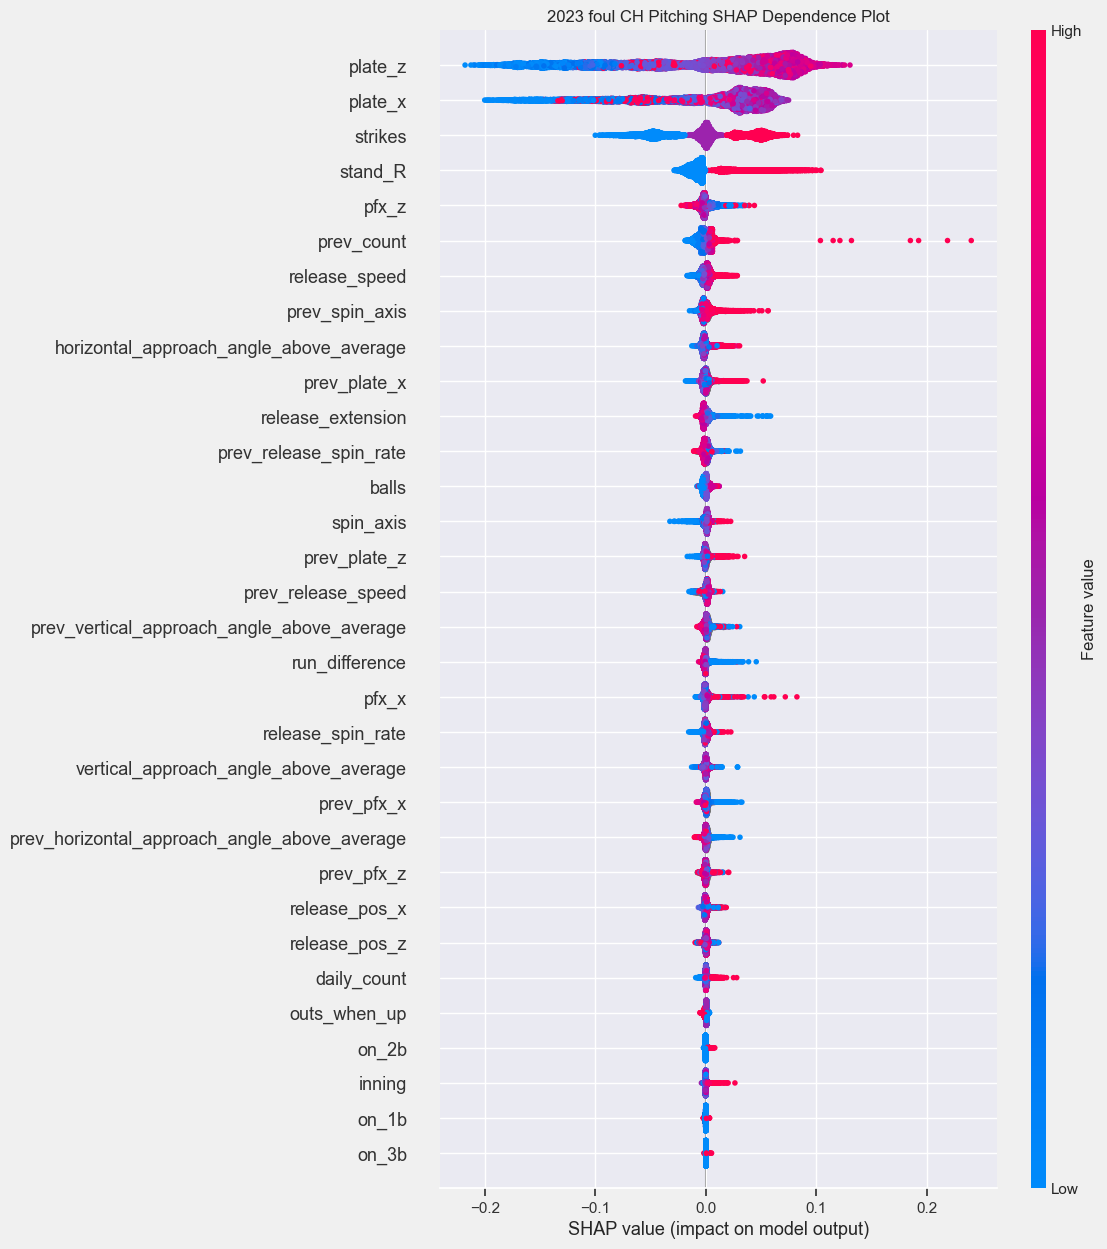 2023 foul CH Pitching SHAP Dependence Plot
High
plate_z
plate_x
strikes
stand_R
pfx_z
prev_count
release_speed
prev_spin_axis
horizontal_approach_angle_above_average
prev_plate_x
release_extension
prev_release_spin_rate
balls
spin_axis
prev_plate_z
prev_release_speed
prev_vertical_approach_angle_above_average
run_difference
pfx_x
release_spin_rate
vertical_approach_angle_above_average
prev_pfx_x
prev_horizontal_approach_angle_above_average
prev_pfx_z
release_pos_x
release_pos_z
daily_count
outs_when_up
on_2b
inning
on_1b
on_3b
Feature value
Low
−0.2 −0.1 0.0 0.1 0.2
SHAP value (impact on model output)